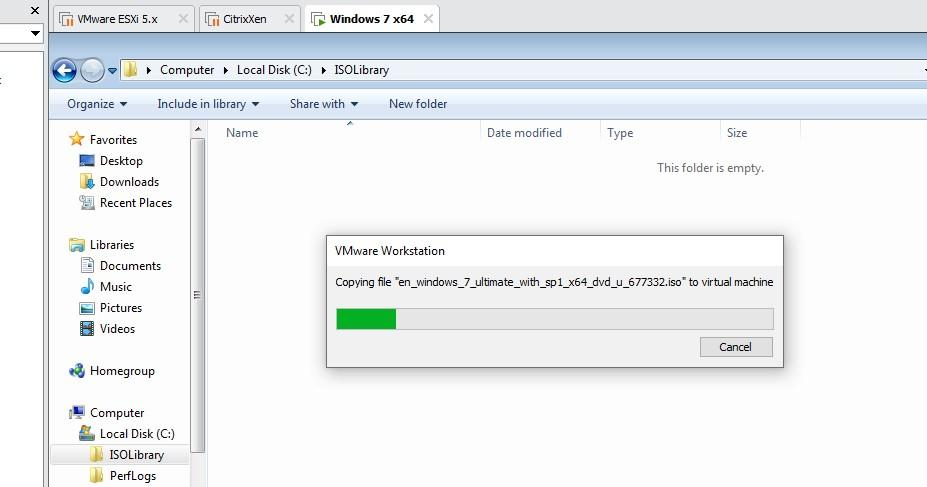 VMware ESXi 5.x
CitrixXen
Windows 7 x64
Computer
Local Disk (C:)
ISOLibrary
Organize
Include in library
Share with
New folder
Favorites
Desktop
Downloads
Recent Places
Libraries
Documents
Music
Pictures
Videos
Homegroup
Computer
Local Disk (C:)
ISOLibrary
PerfLogs
Name
Date modified
Type
Size
This folder is empty.
VMware Workstation
Copying file "en_windows_7_ultimate_with_sp1_x64_dvd_u_677332.iso" to virtual machine
Cancel